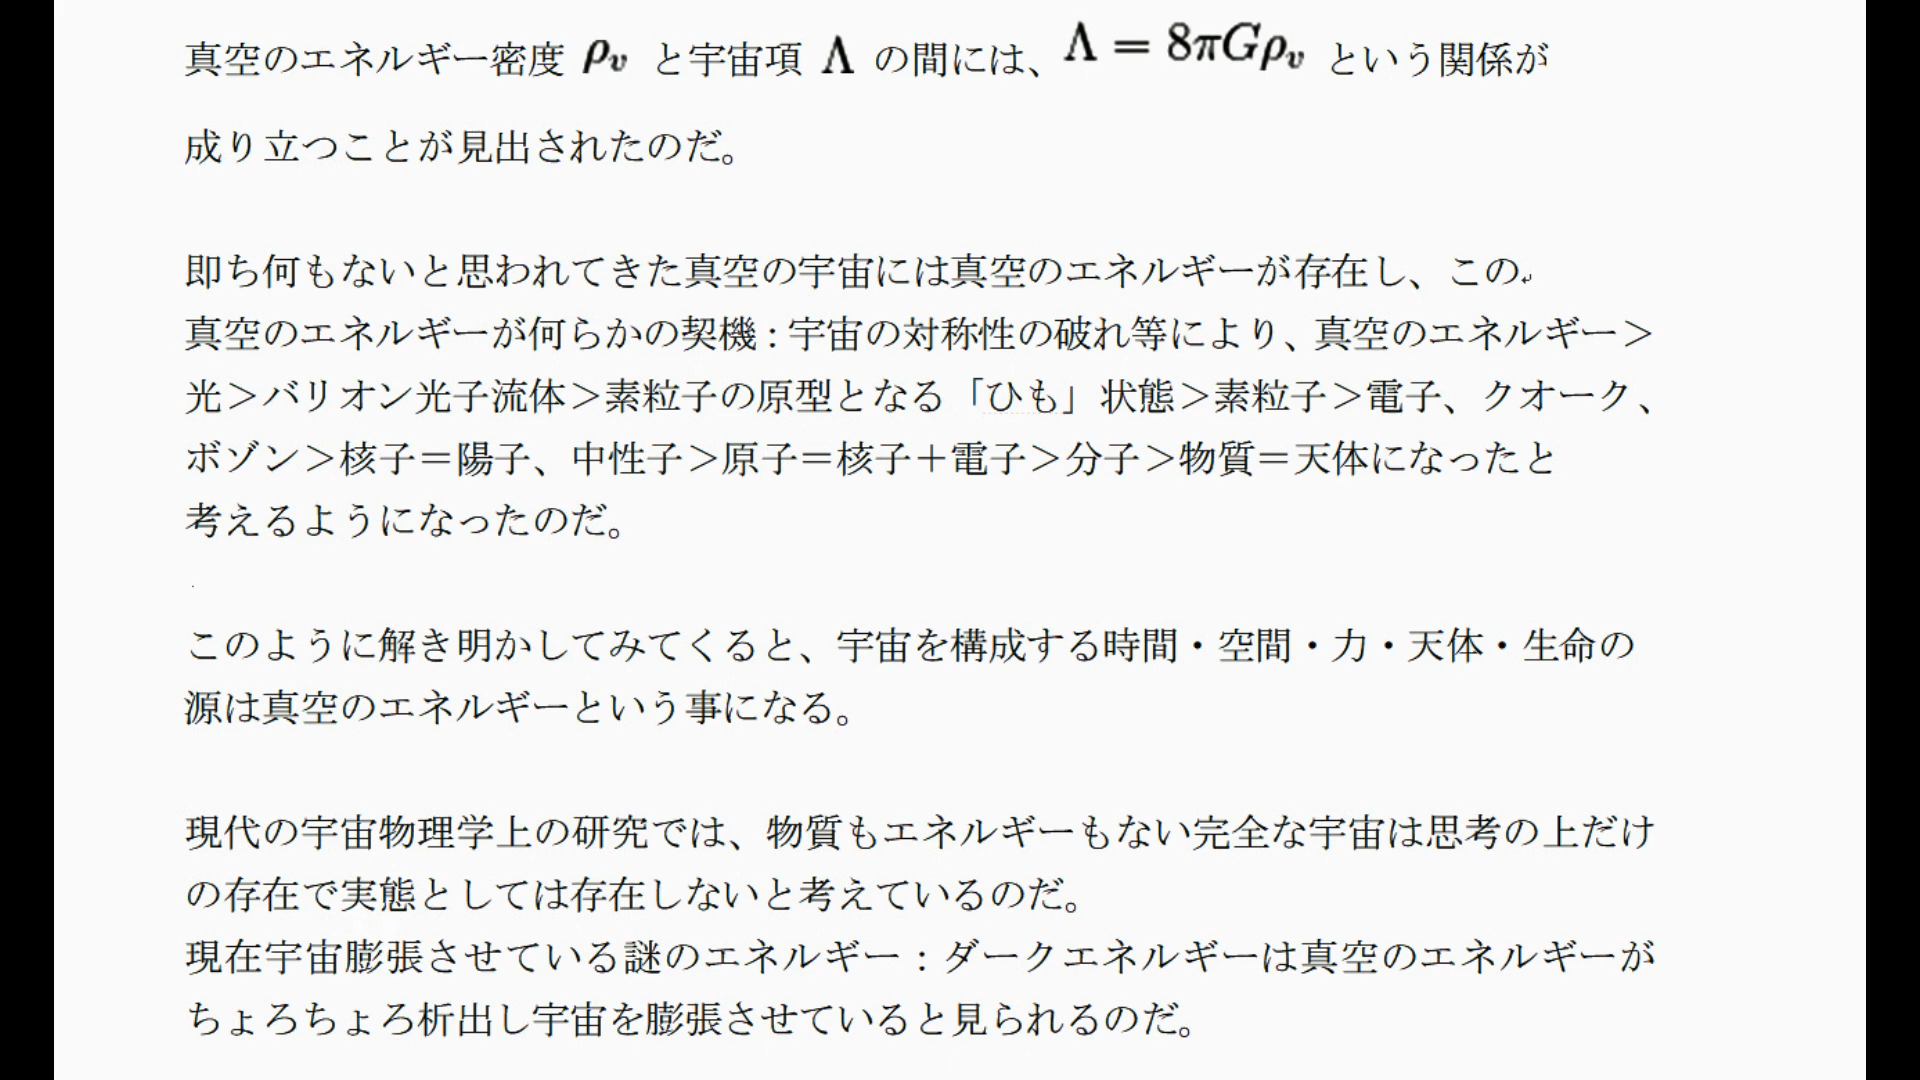 真空のエネルギー密度 ρᵥ と宇宙項 Λ の間には、Λ = 8πGρᵥ という関係が
成り立つことが見出されたのだ。
即ち何もないと思われてきた真空の宇宙には真空のエネルギーが存在し、この
真空のエネルギーが何らかの契機：宇宙の対称性の破れ等により、真空のエネルギー＞
光＞バリオン光子流体＞素粒子の原型となる「ひも」状態＞素粒子＞電子、クオーク、
ボゾン＞核子＝陽子、中性子＞原子＝核子＋電子＞分子＞物質＝天体になったと
考えるようになったのだ。
このように解き明かしてみてくると、宇宙を構成する時間・空間・力・天体・生命の
源は真空のエネルギーという事になる。
現代の宇宙物理学上の研究では、物質もエネルギーもない完全な宇宙は思考の上だけ
の存在で実態としては存在しないと考えているのだ。
現在宇宙膨張させている謎のエネルギー：ダークエネルギーは真空のエネルギーが
ちょろちょろ析出し宇宙を膨張させていると見られるのだ。